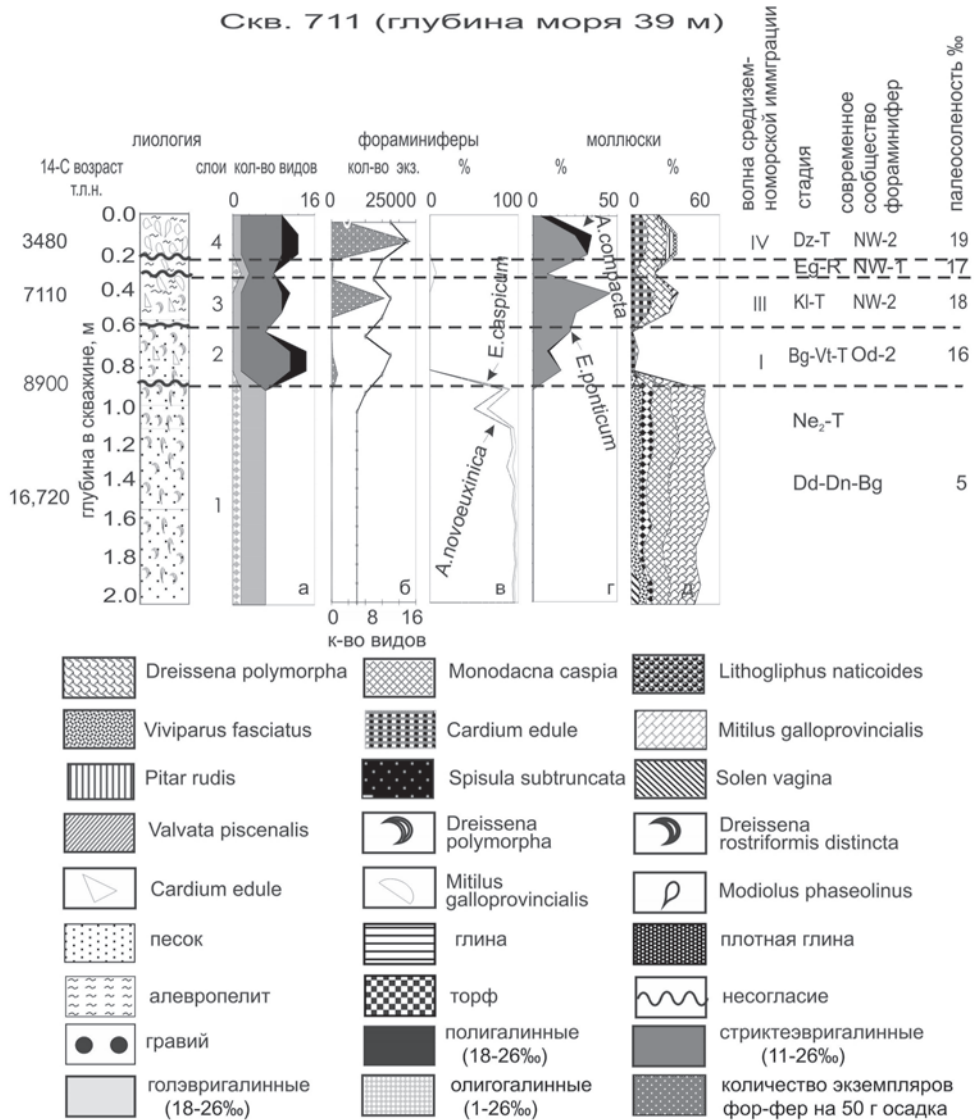 Скв. 711 (глубина моря 39 м)
волна средизем-
номорской иммграции
стадия
современное
сообщество
фораминифер
палеосоленость ‰
лиология
фораминиферы
моллюски
14-С возраст
т.л.н.
слои
кол-во видов
кол-во экз.
%
%
%
0 16
0 25000
0 100
0 50
0 60
глубина в скважине, м
0.0
0.2
0.4
0.6
0.8
1.0
1.2
1.4
1.6
1.8
2.0
3480
7110
8900
16,720
4
3
2
1
A.compacta
E.caspicum
E.ponticum
A.novoeuxinica
IV Dz-T NW-2 19
Eg-R NW-1 17
III Kl-T NW-2 18
I Bg-Vt-T Od-2 16
Ne₂-T
Dd-Dn-Bg 5
а
б
в
г
д
0 8 16
к-во видов
Dreissena polymorpha
Monodacna caspia
Lithogliphus naticoides
Viviparus fasciatus
Cardium edule
Mitilus galloprovincialis
Pitar rudis
Spisula subtruncata
Solen vagina
Valvata piscenalis
Dreissena
polymorpha
Dreissena
rostriformis distincta
Cardium edule
Mitilus
galloprovincialis
Modiolus phaseolinus
песок
глина
плотная глина
алевропелит
торф
несогласие
гравий
полигалинные
(18-26‰)
стриктеэвригалинные
(11-26‰)
голэвригалинные
(18-26‰)
олигогалинные
(1-26‰)
количество экземпляров
фор-фер на 50 г осадка